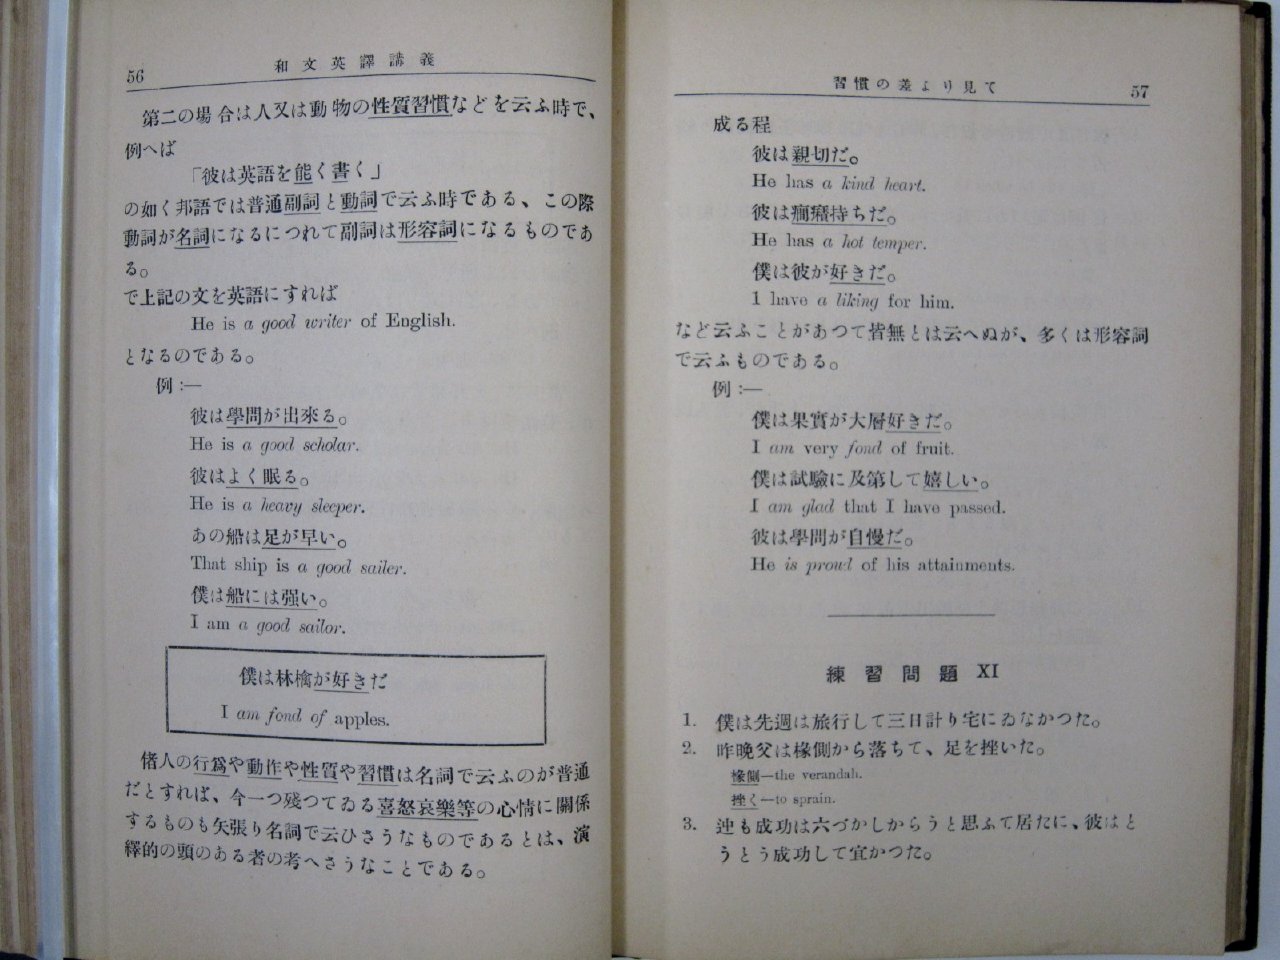 56
和文英譯講義
第二の場合は人又は動物の性質習慣などを云ふ時で、
例へば
「彼は英語を能く書く」
の如く邦語では普通副詞と動詞で云ふ時である、この際
動詞が名詞になるにつれて副詞は形容詞になるものであ
る。
で上記の文を英語にすれば
He is a good writer of English.
となるのである。
例:—
彼は學問が出來る。
He is a good scholar.
彼はよく眠る。
He is a heavy sleeper.
あの船は足が早い。
That ship is a good sailer.
僕は船には强い。
I am a good sailor.
僕は林檎が好きだ
I am fond of apples.
偖人の行爲や動作や性質や習慣は名詞で云ふのが普通
だとすれば、今一つ殘つてゐる喜怒哀樂等の心情に關係
するものも矢張り名詞で云ひさうなものであるとは、演
繹的の頭のある者の考へさうなことである。
習慣の差より見て
57
成る程
彼は親切だ。
He has a kind heart.
彼は癇癪持ちだ。
He has a hot temper.
僕は彼が好きだ。
I have a liking for him.
など云ふことがあつて皆無とは云へぬが、多くは形容詞
で云ふものである。
例:—
僕は果實が大層好きだ。
I am very fond of fruit.
僕は試驗に及第して嬉しい。
I am glad that I have passed.
彼は學問が自慢だ。
He is proud of his attainments.
練習問題 XI
1. 僕は先週は旅行して三日計り宅にゐなかつた。
2. 昨晩父は椽側から落ちて、足を挫いた。
椽側—the verandah.
挫く—to sprain.
3. 迚も成功は六づかしからうと思ふて居たに、彼はと
うとう成功して宜かつた。